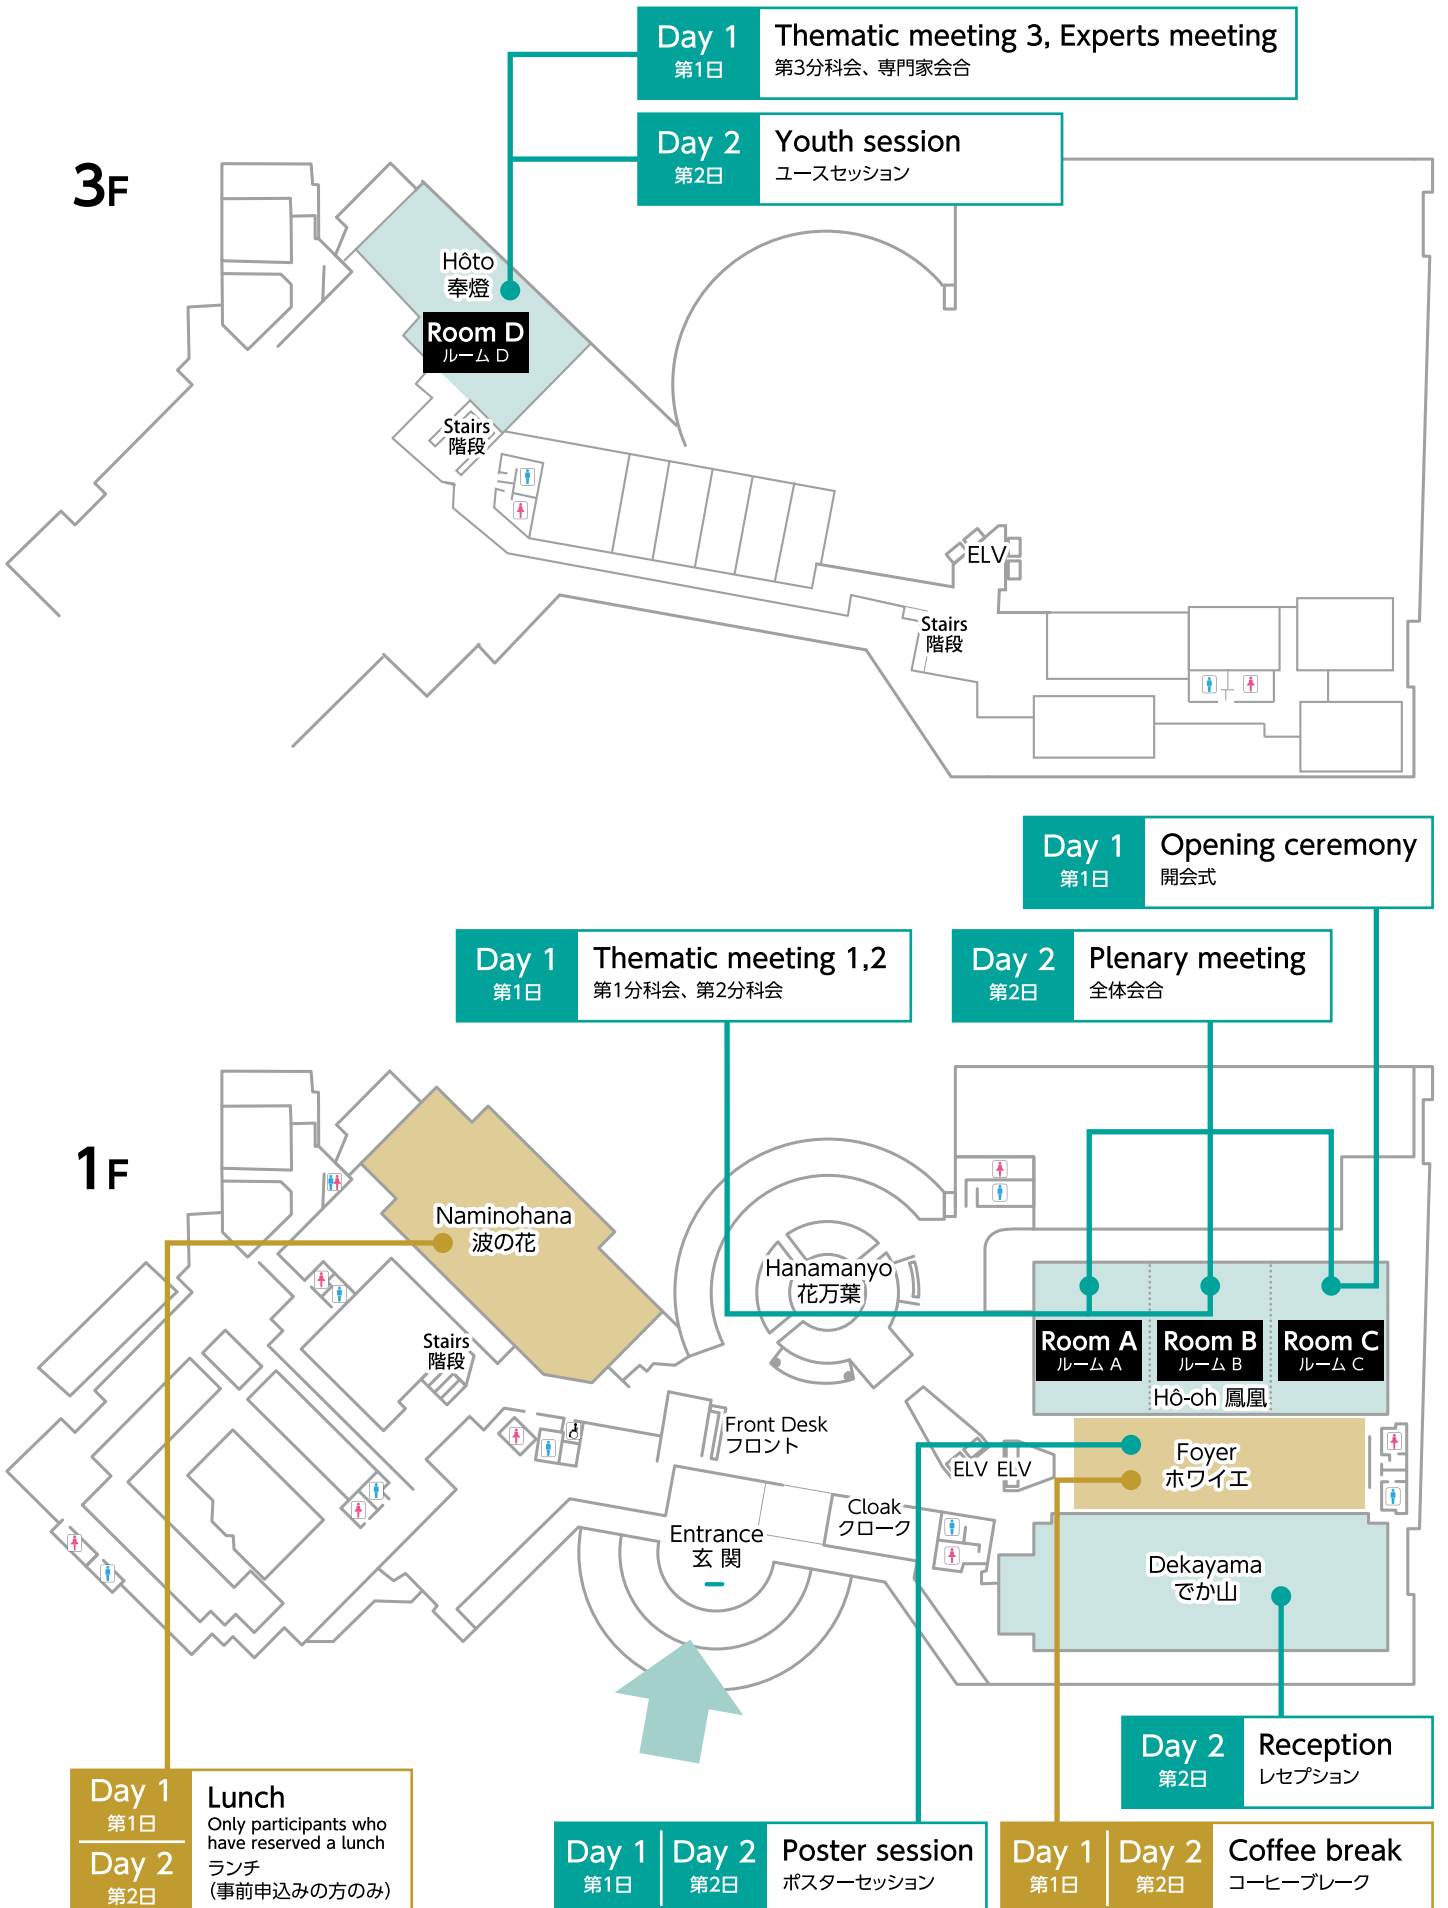 Day 1
第1日
Thematic meeting 3, Experts meeting
第3分科会、専門家会合
Day 2
第2日
Youth session
ユースセッション
3F
Hôto
奉燈
Room D
ルーム D
Stairs
階段
ELV
Stairs
階段
Day 1
第1日
Opening ceremony
開会式
Day 1
第1日
Thematic meeting 1,2
第1分科会、第2分科会
Day 2
第2日
Plenary meeting
全体会合
1F
Naminohana
波の花
Hanamanyo
花万葉
Stairs
階段
Room A
ルーム A
Room B
ルーム B
Room C
ルーム C
Hô-oh 鳳凰
Front Desk
フロント
Foyer
ホワイエ
ELV ELV
Cloak
クローク
Entrance
玄 関
Dekayama
でか山
Day 2
第2日
Reception
レセプション
Day 1
第1日
Day 2
第2日
Lunch
Only participants who
have reserved a lunch
ランチ
（事前申込みの方のみ）
Day 1
第1日
Day 2
第2日
Poster session
ポスターセッション
Day 1
第1日
Day 2
第2日
Coffee break
コーヒーブレーク